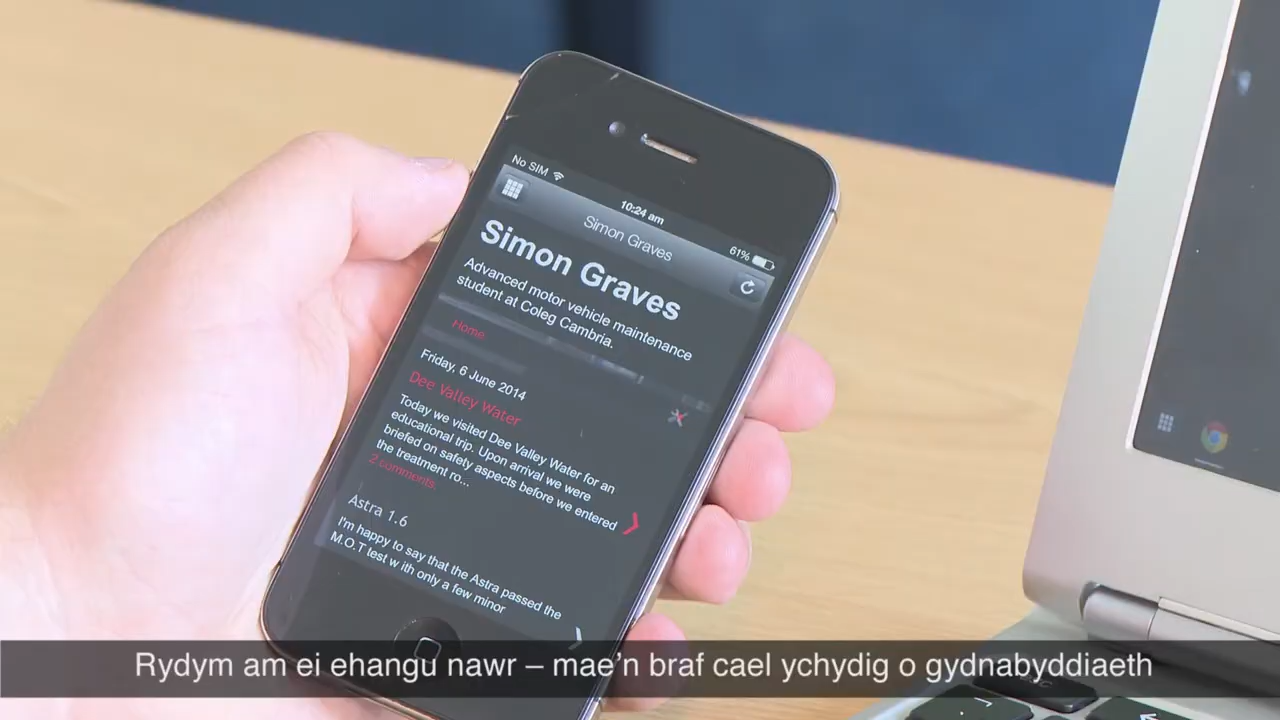 No SIM
10:24 am
61%
Simon Graves
Simon Graves
Advanced motor vehicle maintenance
student at Coleg Cambria.
Home
Friday, 6 June 2014
Dee Valley Water
Today we visited Dee Valley Water for an
educational trip. Upon arrival we were
briefed on safety aspects before we entered
the treatment ro...
2 comments.
Astra 1.6
I'm happy to say that the Astra passed the
M.O.T test w ith only a few minor
Rydym am ei ehangu nawr – mae'n braf cael ychydig o gydnabyddiaeth